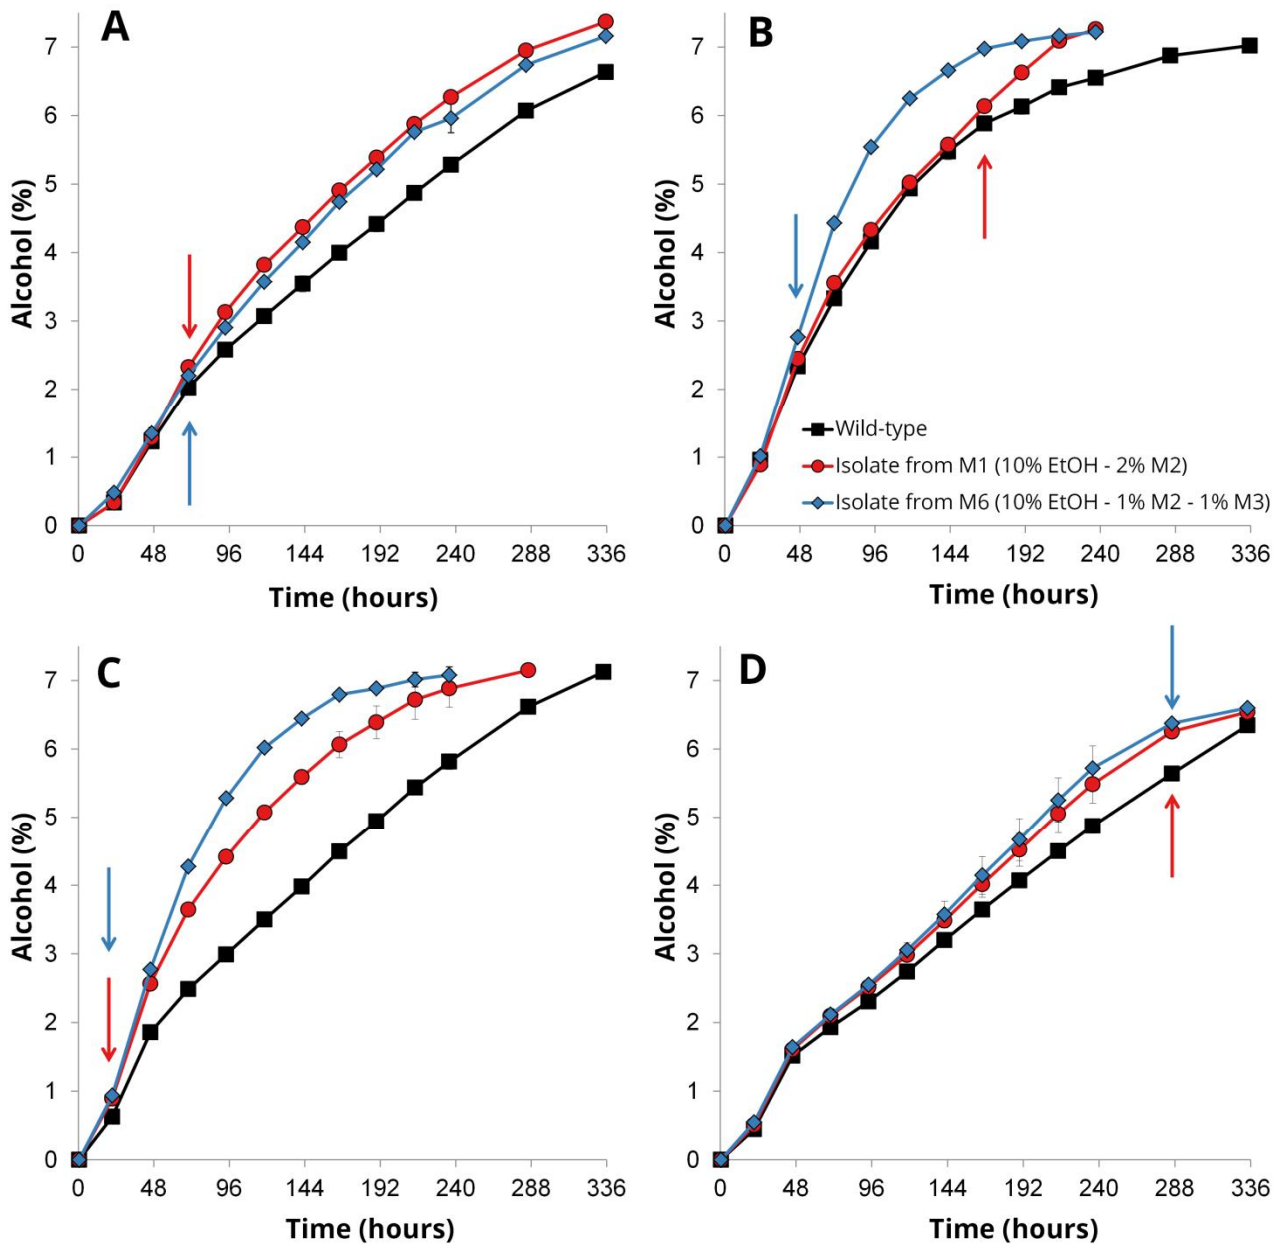 A
7
6
5
4
3
2
1
0
Alcohol (%)
0 48 96 144 192 240 288 336
Time (hours)
B
7
6
5
4
3
2
1
0
Alcohol (%)
Wild-type
Isolate from M1 (10% EtOH - 2% M2)
Isolate from M6 (10% EtOH - 1% M2 - 1% M3)
0 48 96 144 192 240 288 336
Time (hours)
C
7
6
5
4
3
2
1
0
Alcohol (%)
0 48 96 144 192 240 288 336
Time (hours)
D
7
6
5
4
3
2
1
0
Alcohol (%)
0 48 96 144 192 240 288 336
Time (hours)